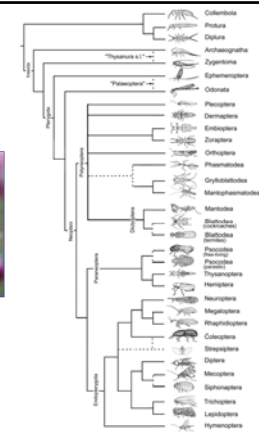 Collembola
Protura
Diplura
Archaeognatha
Zygentoma
Ephemeroptera
Odonata
Plecoptera
Dermaptera
Embioptera
Zoraptera
Orthoptera
Phasmatodea
Grylloblattodea
Mantophasmatodea
Mantodea
Blattodea
(cockroaches)
Blattodea
(termites)
Psocodea
(free-living)
Psocodea
(parasitic)
Thysanoptera
Hemiptera
Neuroptera
Megaloptera
Rhaphidioptera
Coleoptera
Strepsiptera
Diptera
Mecoptera
Siphonaptera
Trichoptera
Lepidoptera
Hymenoptera
"Thysanura s.l."
"Palaeoptera"
Insecta
Pterygota
Neoptera
Polyneoptera
Dictyoptera
Paraneoptera
Endopterygota